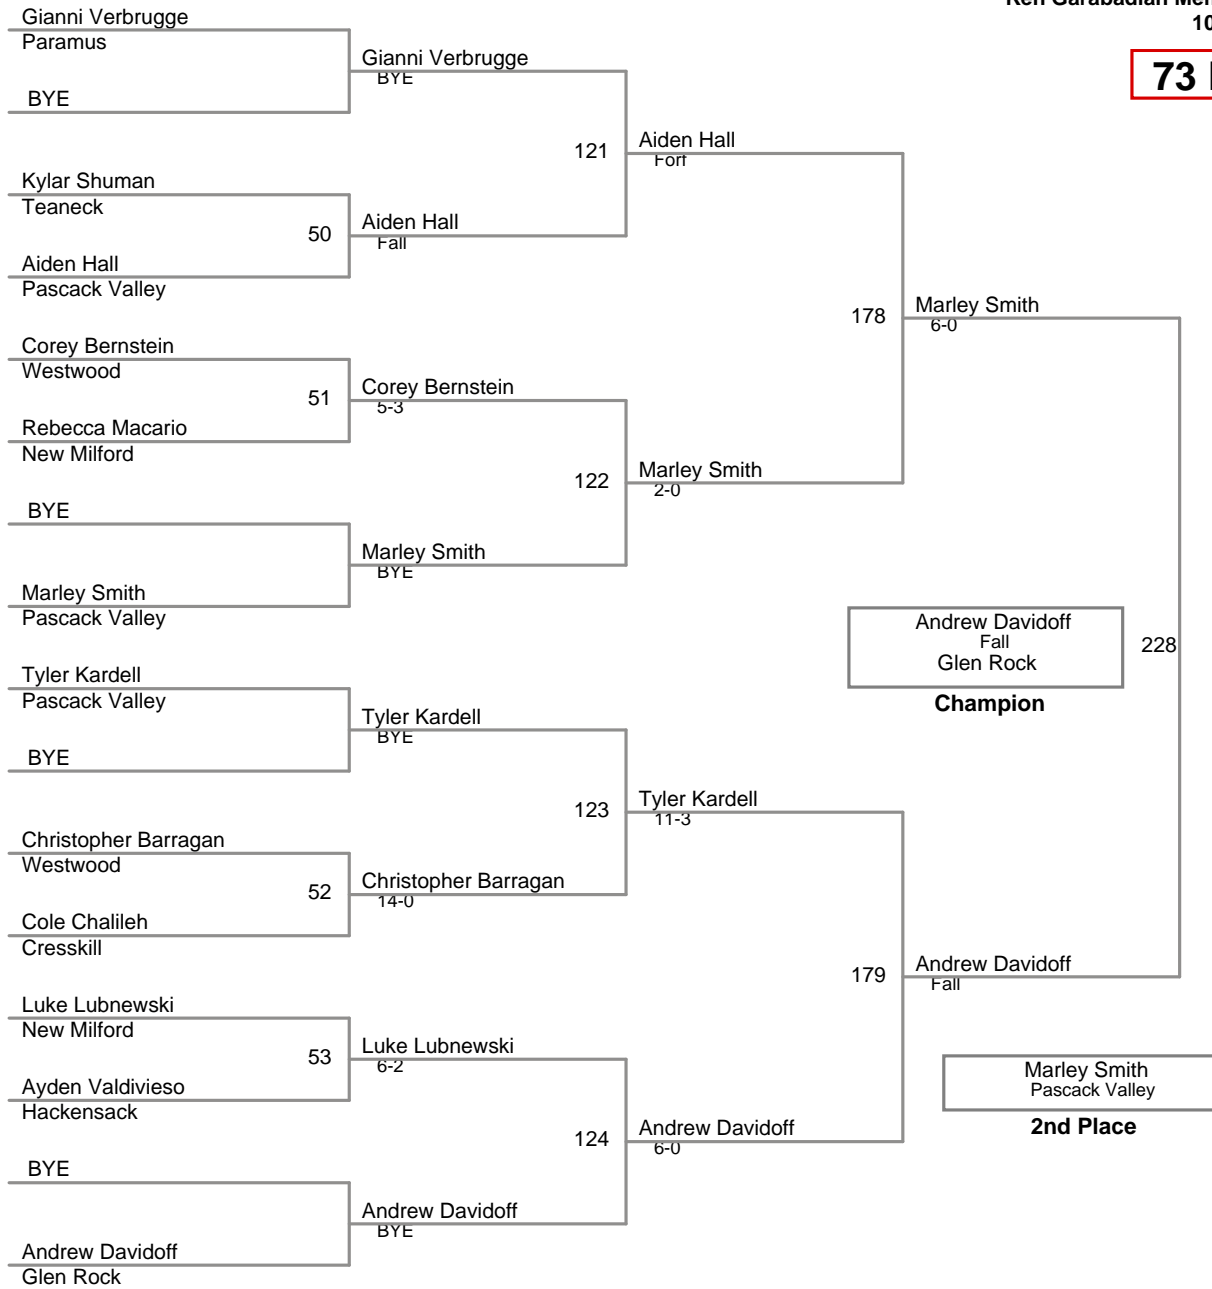 Ken Garabadian
10
73
Gianni Verbrugge
Paramus
BYE
Kylar Shuman
Teaneck
50
Aiden Hall
Pascack Valley
Corey Bernstein
Westwood
51
Rebecca Macario
New Milford
BYE
Marley Smith
Pascack Valley
Tyler Kardell
Pascack Valley
BYE
Christopher Barragan
Westwood
52
Cole Chalileh
Cresskill
Luke Lubnewski
New Milford
53
Ayden Valdivieso
Hackensack
BYE
Andrew Davidoff
Glen Rock
Gianni Verbrugge
BYE
121
Aiden Hall
Fall
Corey Bernstein
5-3
122
Marley Smith
BYE
Tyler Kardell
BYE
123
Christopher Barragan
14-0
Luke Lubnewski
6-2
124
Andrew Davidoff
BYE
Aiden Hall
Forf
178
Marley Smith
2-0
Tyler Kardell
11-3
179
Andrew Davidoff
6-0
Marley Smith
6-0
228
Andrew Davidoff
Fall
Andrew Davidoff
Fall
Glen Rock
Champion
Marley Smith
Pascack Valley
2nd Place